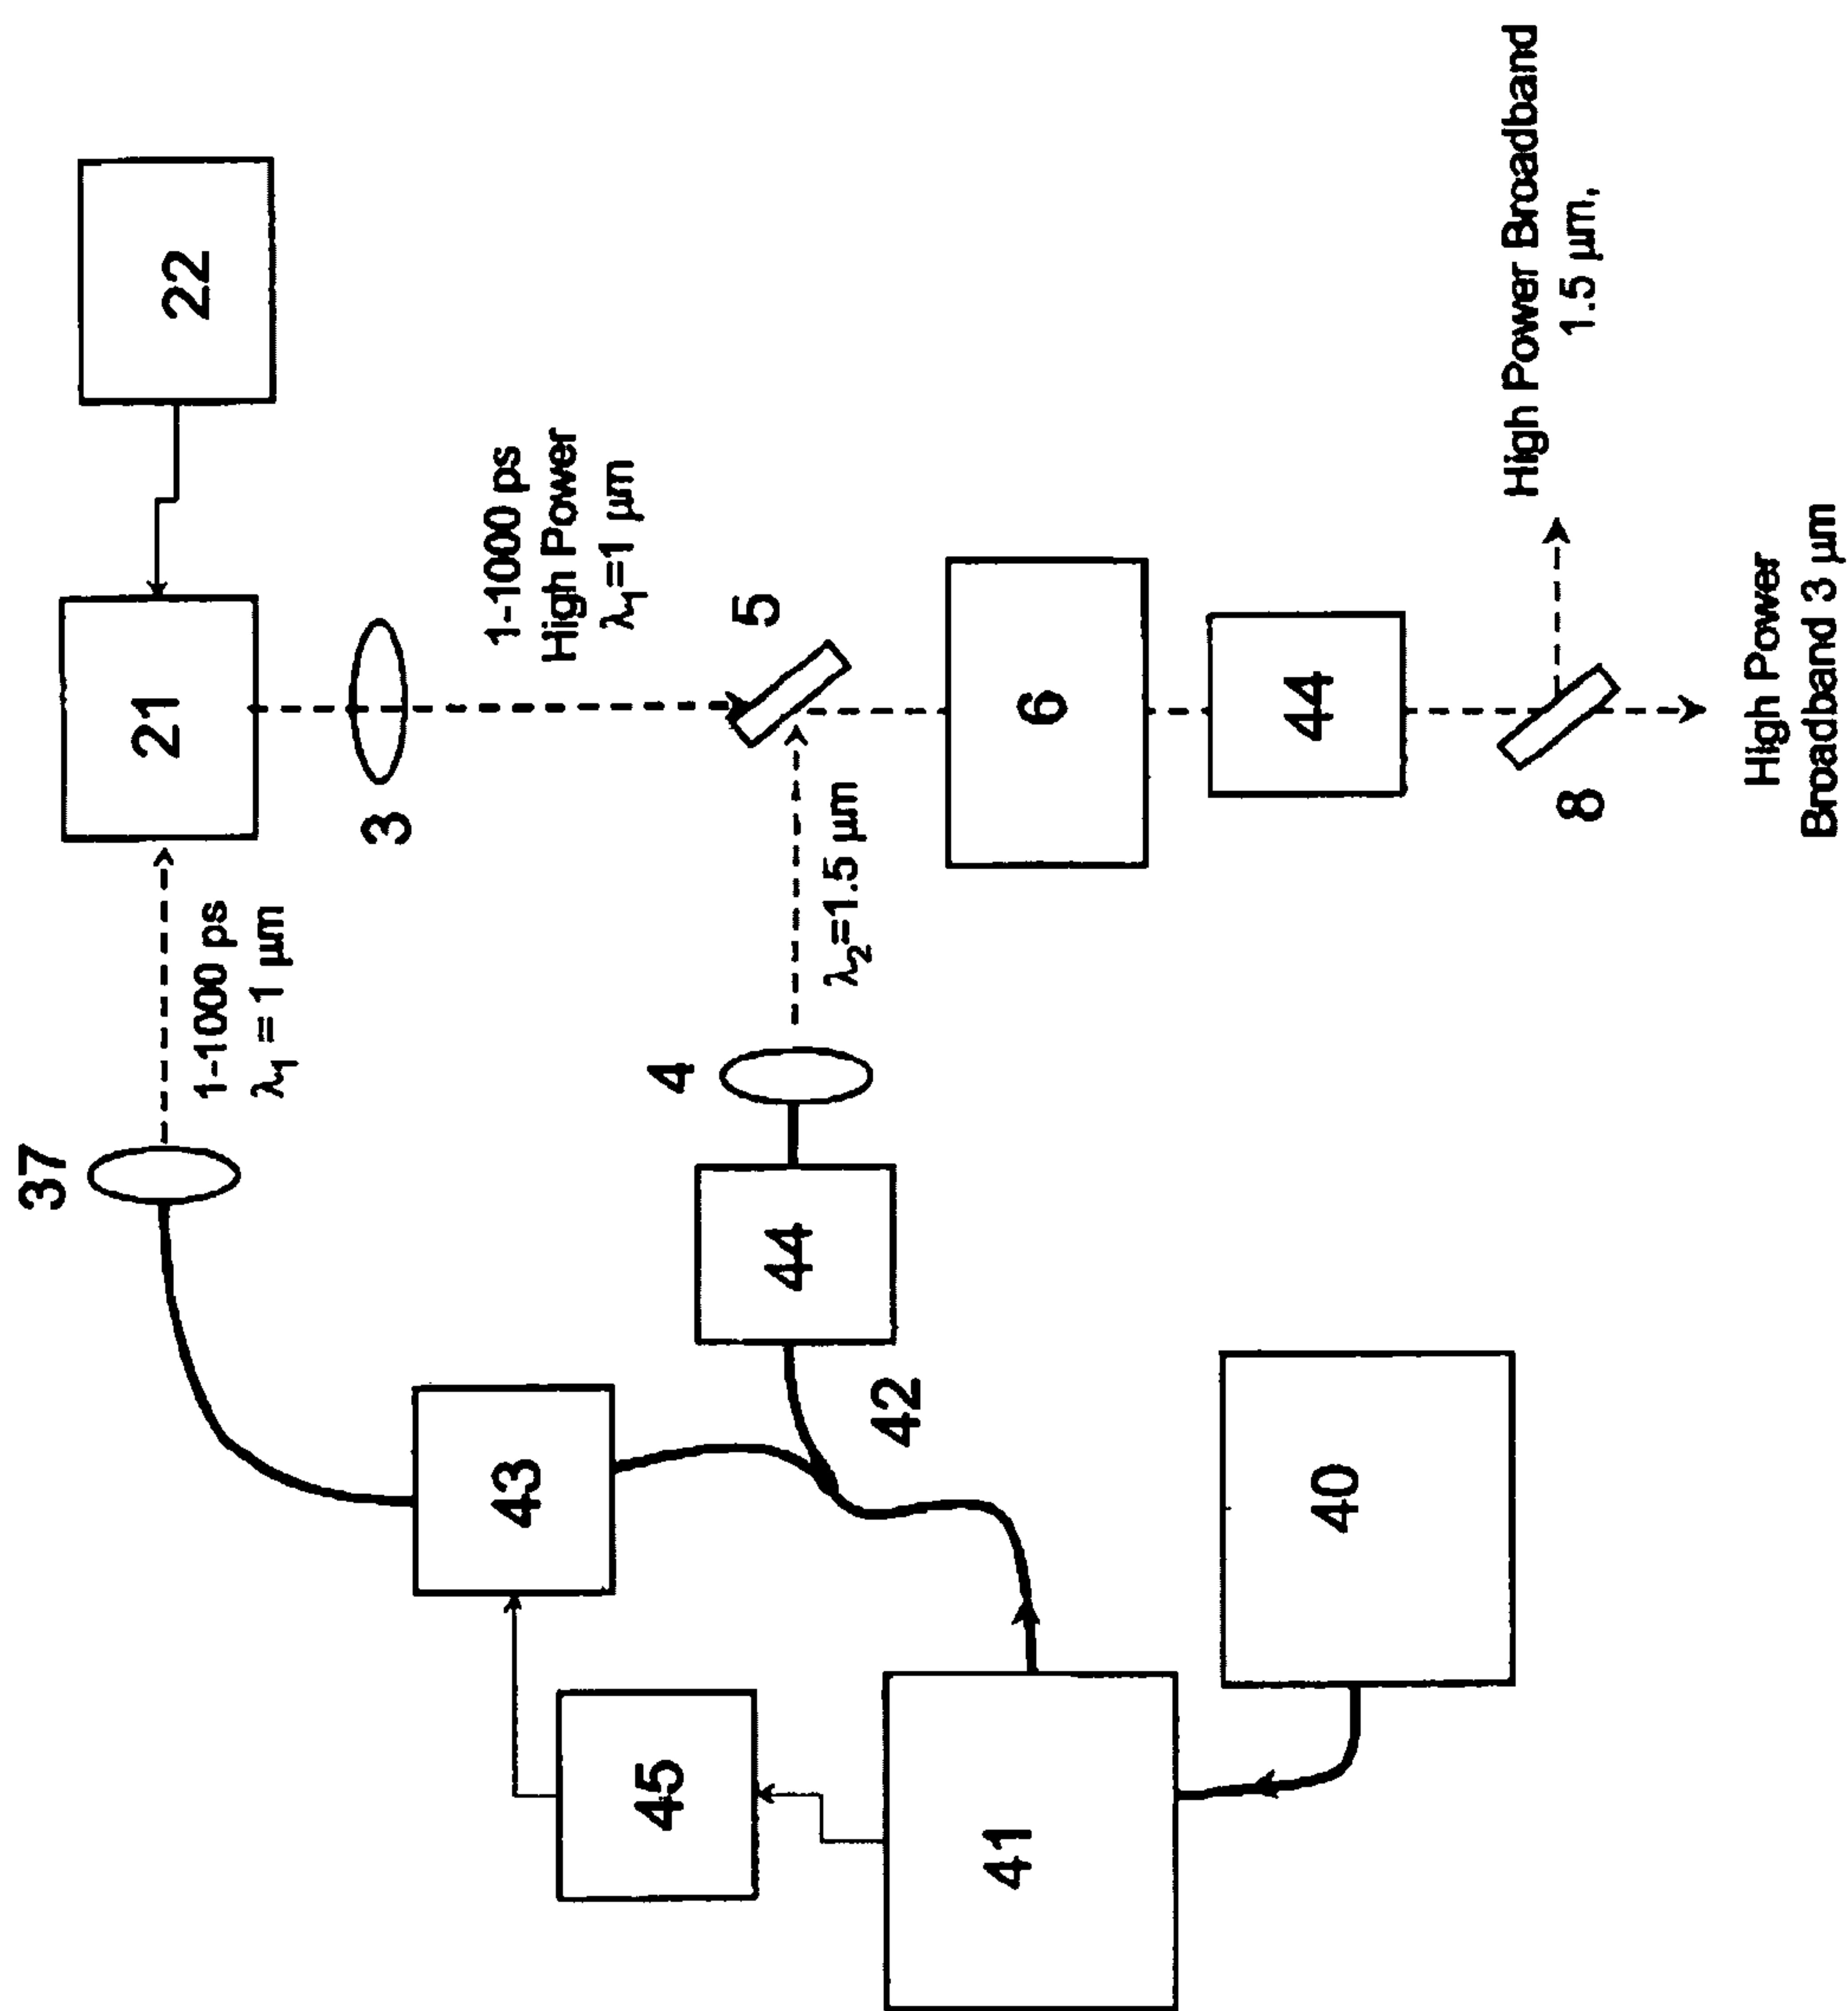 22
21
3
1-1000 ps
High Power
λ1=1 µm
5
6
44
8
High Power Broadband
1.5 µm,
High Power
Broadband 3 µm
37
1-1000 ps
λ1 = 1 µm
4
λ2=1.5 µm
44
42
43
40
45
41